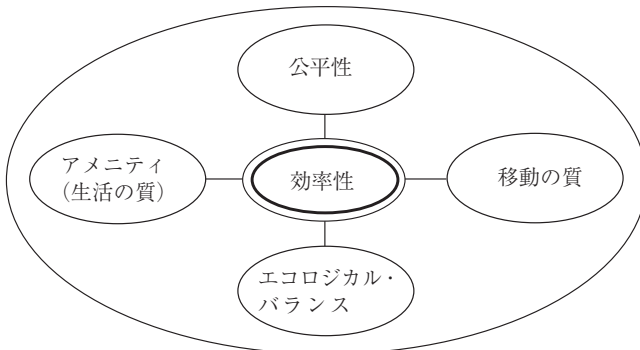 公平性
アメニティ
(生活の質)
効率性
移動の質
エコロジカル・
バランス